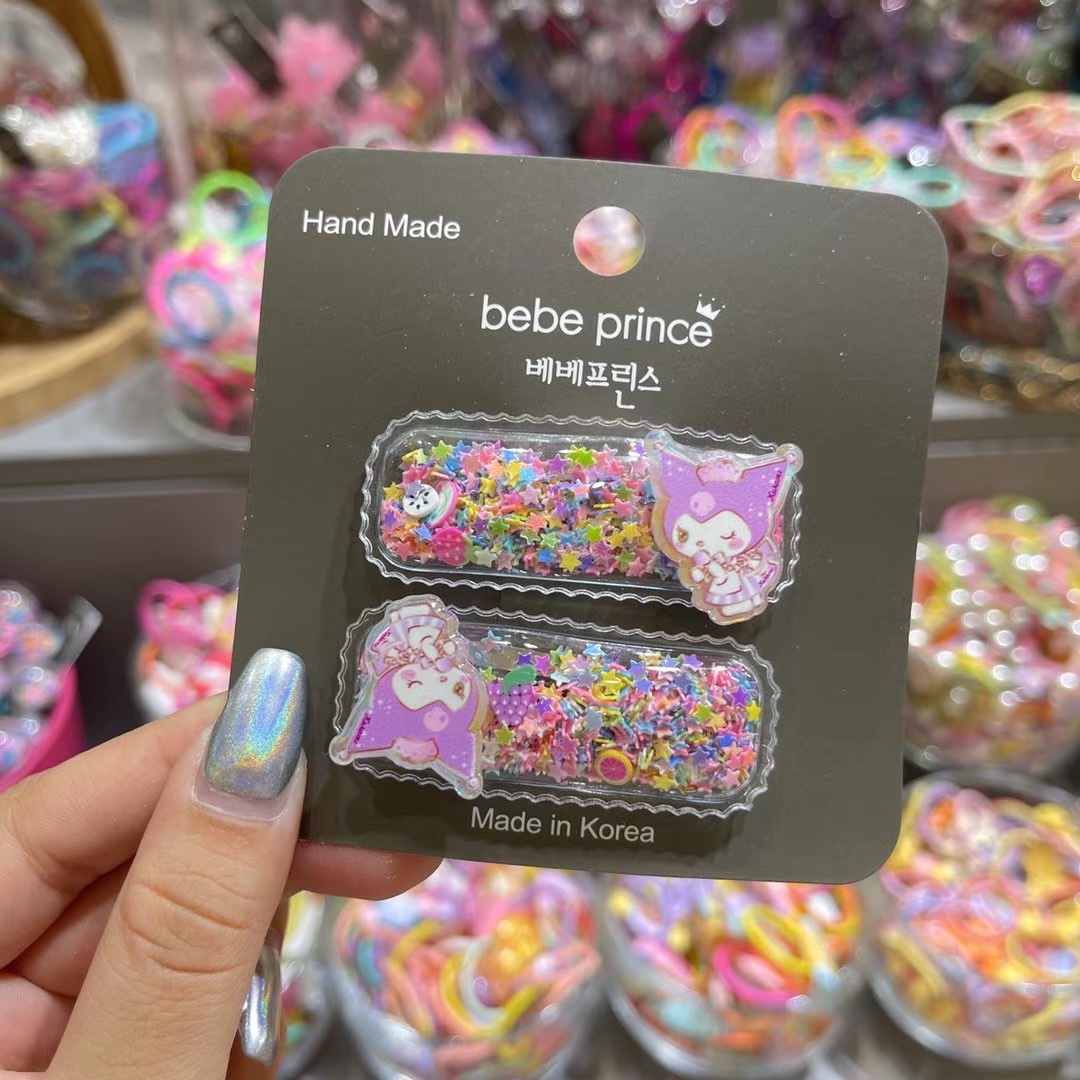 Hand Made
bebe prince
베베프린스
Made in Korea